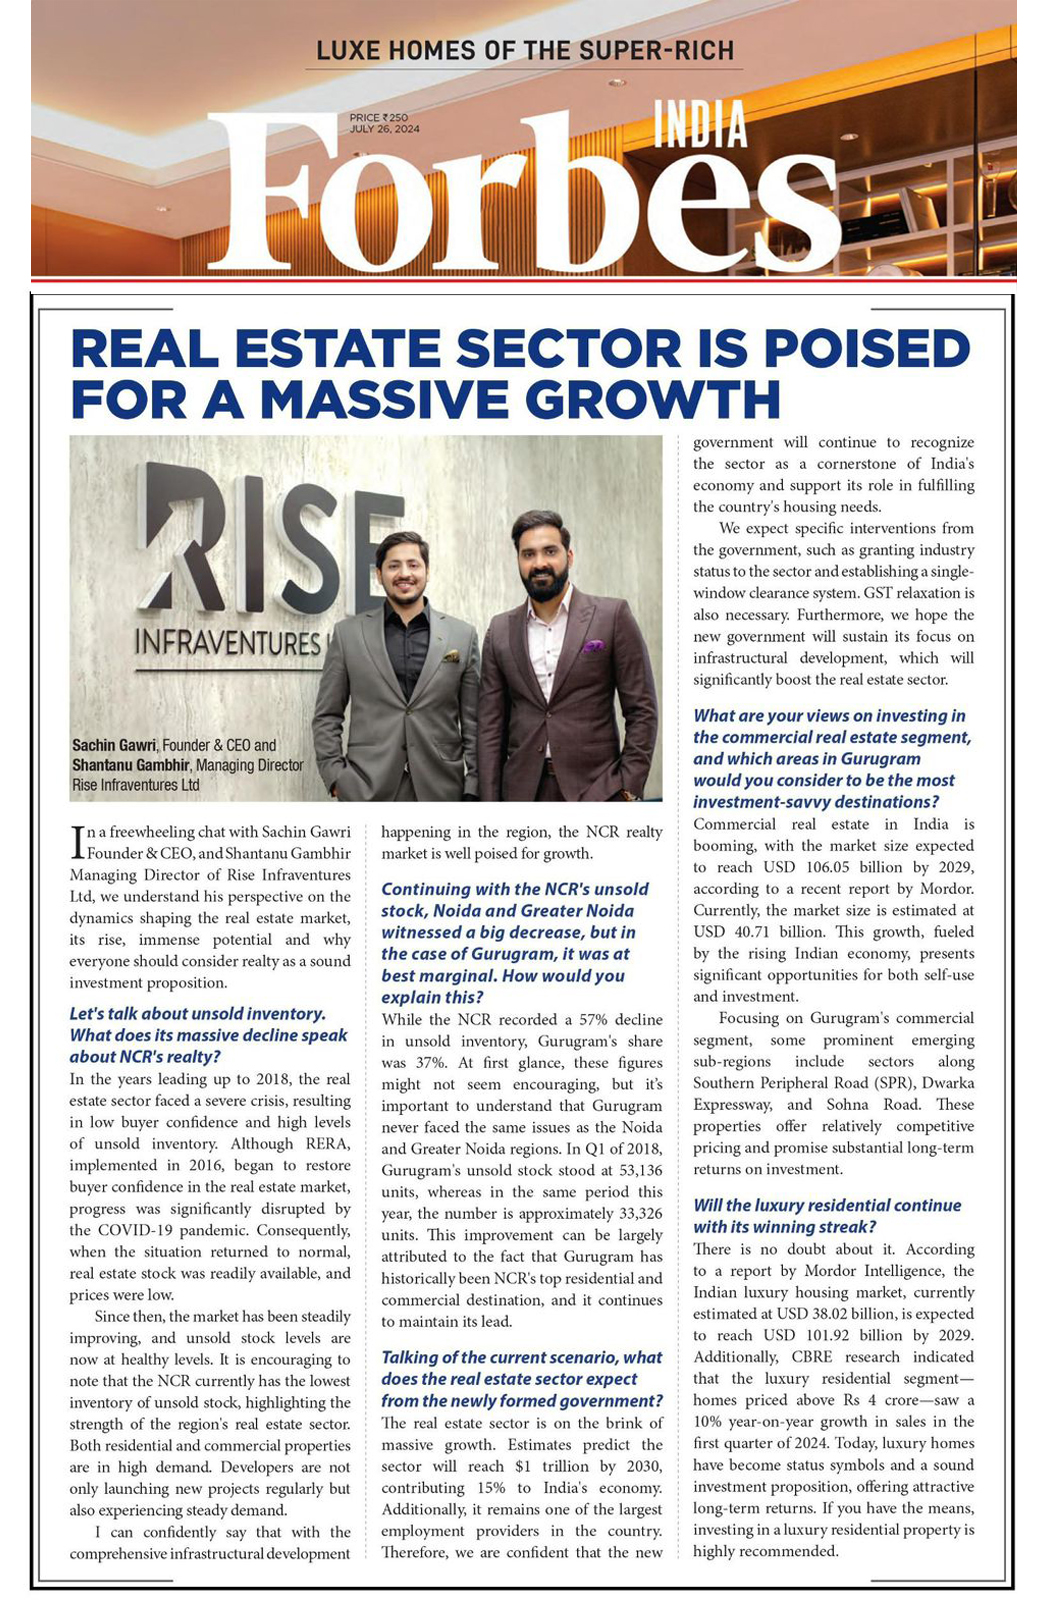 LUXE HOMES OF THE SUPER-RICH
PRICE ₹250
JULY 26, 2024
INDIA
Forbes
REAL ESTATE SECTOR IS POISED
FOR A MASSIVE GROWTH
RISE
INFRAVENTURES
Sachin Gawri, Founder & CEO and
Shantanu Gambhir, Managing Director
Rise Infraventures Ltd
In a freewheeling chat with Sachin Gawri
Founder & CEO, and Shantanu Gambhir
Managing Director of Rise Infraventures
Ltd, we understand his perspective on the
dynamics shaping the real estate market,
its rise, immense potential and why
everyone should consider realty as a sound
investment proposition.
Let's talk about unsold inventory.
What does its massive decline speak
about NCR's realty?
In the years leading up to 2018, the real
estate sector faced a severe crisis, resulting
in low buyer confidence and high levels
of unsold inventory. Although RERA,
implemented in 2016, began to restore
buyer confidence in the real estate market,
progress was significantly disrupted by
the COVID-19 pandemic. Consequently,
when the situation returned to normal,
real estate stock was readily available, and
prices were low.
Since then, the market has been steadily
improving, and unsold stock levels are
now at healthy levels. It is encouraging to
note that the NCR currently has the lowest
inventory of unsold stock, highlighting the
strength of the region's real estate sector.
Both residential and commercial properties
are in high demand. Developers are not
only launching new projects regularly but
also experiencing steady demand.
I can confidently say that with the
comprehensive infrastructural development
happening in the region, the NCR realty
market is well poised for growth.
Continuing with the NCR's unsold
stock, Noida and Greater Noida
witnessed a big decrease, but in
the case of Gurugram, it was at
best marginal. How would you
explain this?
While the NCR recorded a 57% decline
in unsold inventory, Gurugram's share
was 37%. At first glance, these figures
might not seem encouraging, but it's
important to understand that Gurugram
never faced the same issues as the Noida
and Greater Noida regions. In Q1 of 2018,
Gurugram's unsold stock stood at 53,136
units, whereas in the same period this
year, the number is approximately 33,326
units. This improvement can be largely
attributed to the fact that Gurugram has
historically been NCR's top residential and
commercial destination, and it continues
to maintain its lead.
Talking of the current scenario, what
does the real estate sector expect
from the newly formed government?
The real estate sector is on the brink of
massive growth. Estimates predict the
sector will reach $1 trillion by 2030,
contributing 15% to India's economy.
Additionally, it remains one of the largest
employment providers in the country.
Therefore, we are confident that the new
government will continue to recognize
the sector as a cornerstone of India's
economy and support its role in fulfilling
the country's housing needs.
We expect specific interventions from
the government, such as granting industry
status to the sector and establishing a single-
window clearance system. GST relaxation is
also necessary. Furthermore, we hope the
new government will sustain its focus on
infrastructural development, which will
significantly boost the real estate sector.
What are your views on investing in
the commercial real estate segment,
and which areas in Gurugram
would you consider to be the most
investment-savvy destinations?
Commercial real estate in India is
booming, with the market size expected
to reach USD 106.05 billion by 2029,
according to a recent report by Mordor.
Currently, the market size is estimated at
USD 40.71 billion. This growth, fueled
by the rising Indian economy, presents
significant opportunities for both self-use
and investment.
Focusing on Gurugram's commercial
segment, some prominent emerging
sub-regions include sectors along
Southern Peripheral Road (SPR), Dwarka
Expressway, and Sohna Road. These
properties offer relatively competitive
pricing and promise substantial long-term
returns on investment.
Will the luxury residential continue
with its winning streak?
There is no doubt about it. According
to a report by Mordor Intelligence, the
Indian luxury housing market, currently
estimated at USD 38.02 billion, is expected
to reach USD 101.92 billion by 2029.
Additionally, CBRE research indicated
that the luxury residential segment—
homes priced above Rs 4 crore—saw a
10% year-on-year growth in sales in the
first quarter of 2024. Today, luxury homes
have become status symbols and a sound
investment proposition, offering attractive
long-term returns. If you have the means,
investing in a luxury residential property is
highly recommended.